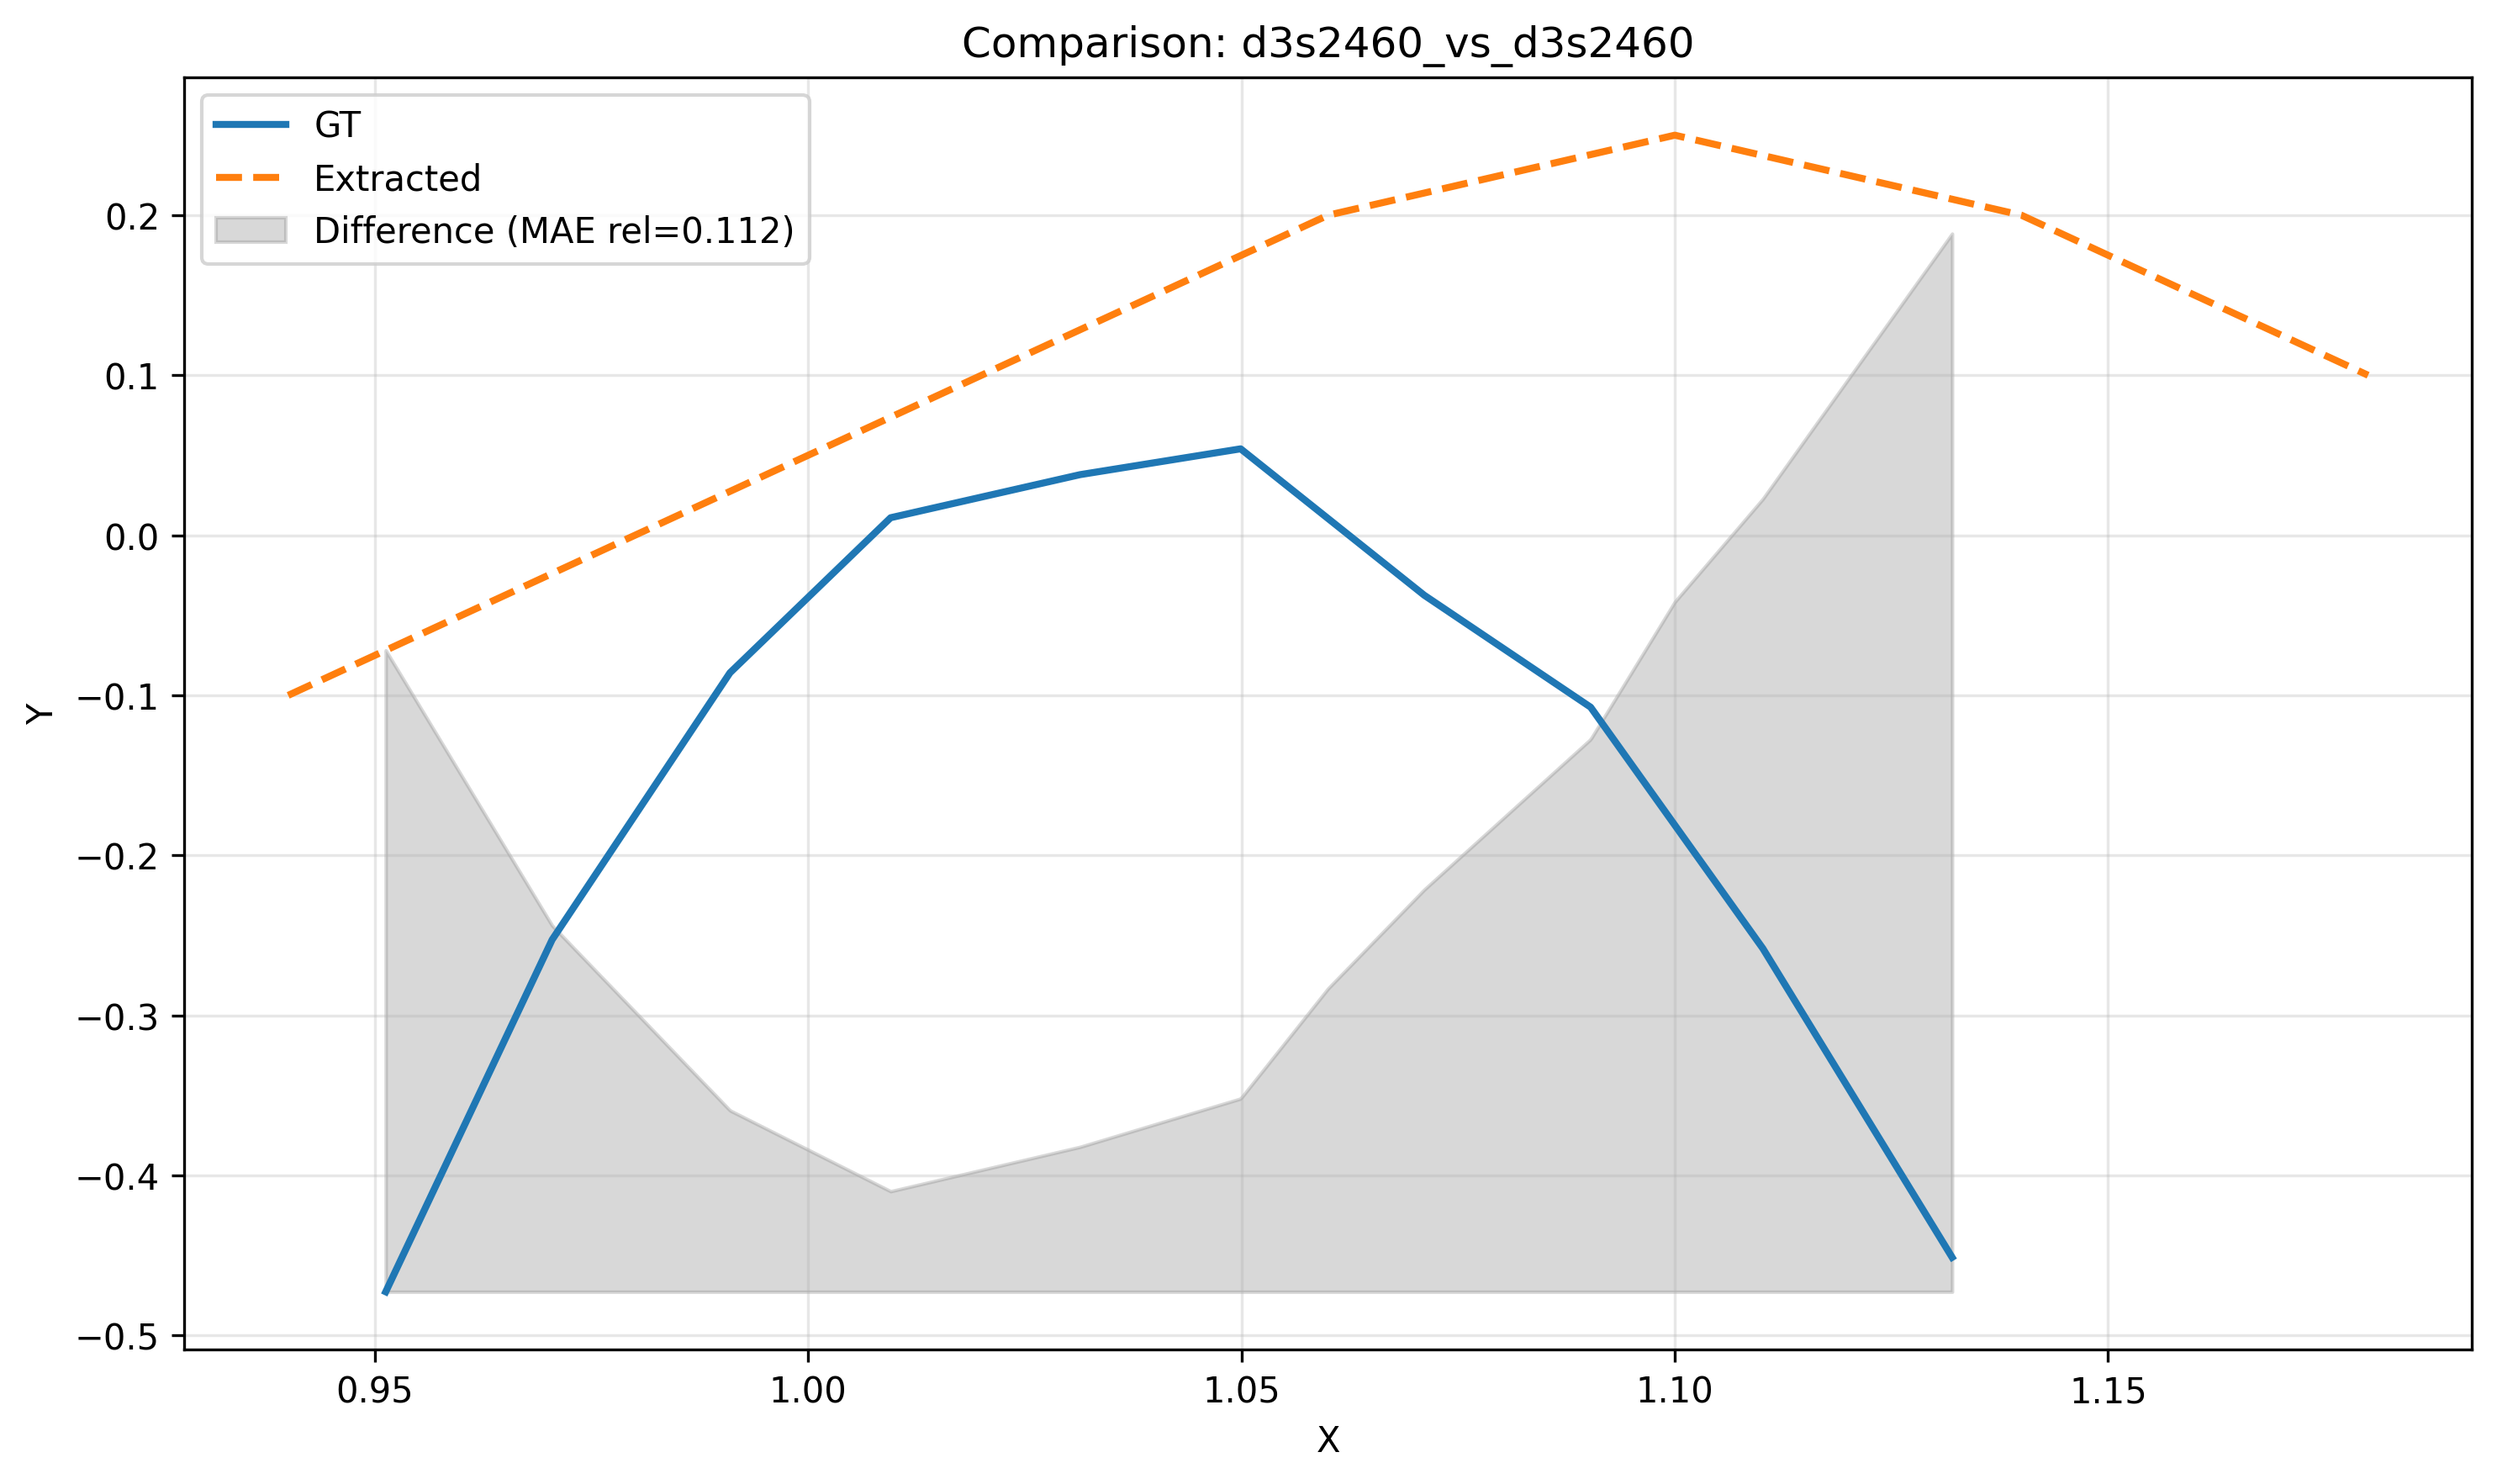 Comparison: d3s2460_vs_d3s2460
GT
Extracted
Difference (MAE rel=0.112)
0.2
0.1
0.0
−0.1
−0.2
−0.3
−0.4
−0.5
Y
0.95
1.00
1.05
1.10
1.15
X